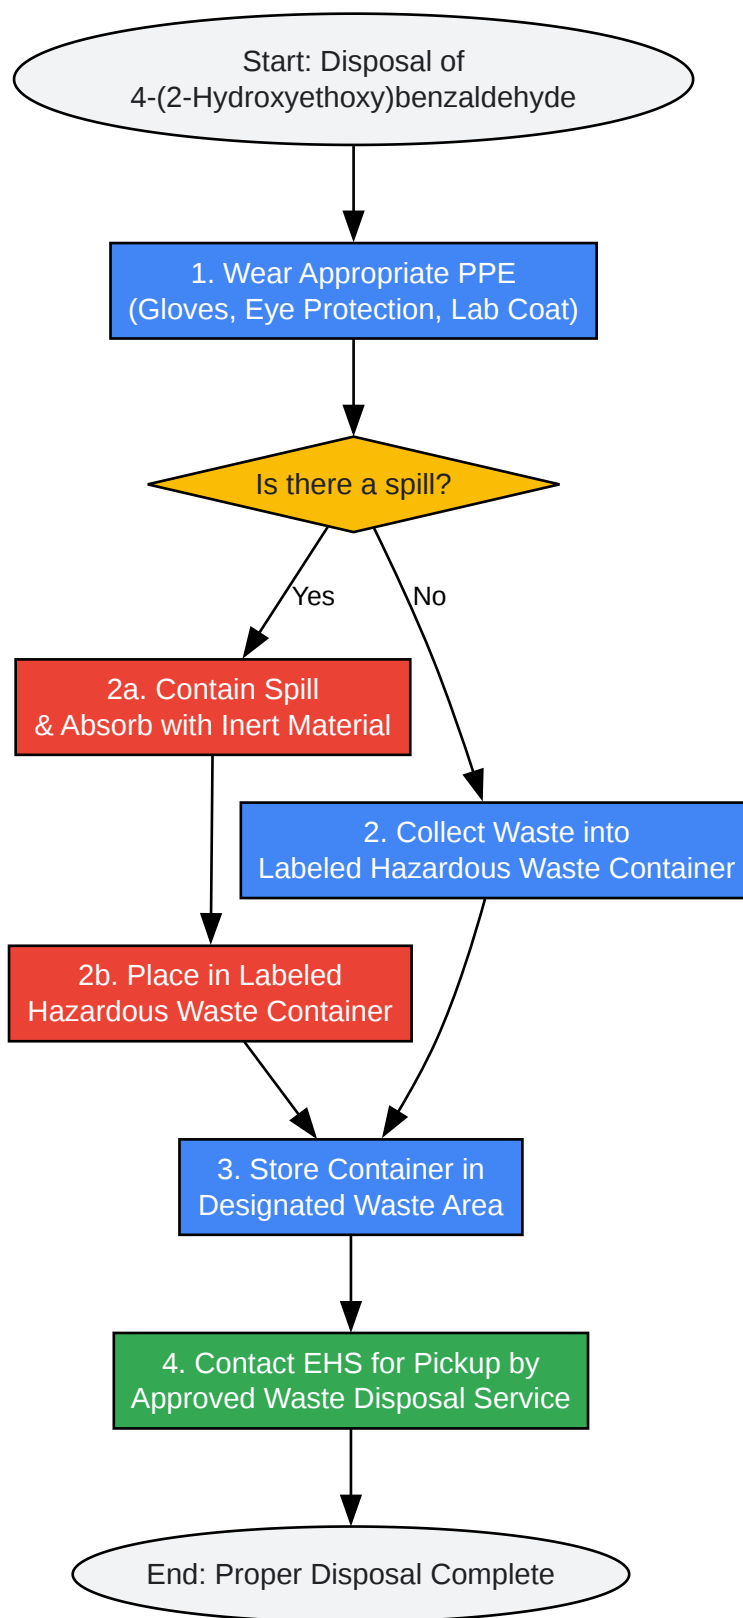 Start: Disposal of
4-(2-Hydroxyethoxy)benzaldehyde
1. Wear Appropriate PPE
(Gloves, Eye Protection, Lab Coat)
Is there a spill?
Yes
No
2a. Contain Spill
& Absorb with Inert Material
2. Collect Waste into
Labeled Hazardous Waste Container
2b. Place in Labeled
Hazardous Waste Container
3. Store Container in
Designated Waste Area
4. Contact EHS for Pickup by
Approved Waste Disposal Service
End: Proper Disposal Complete